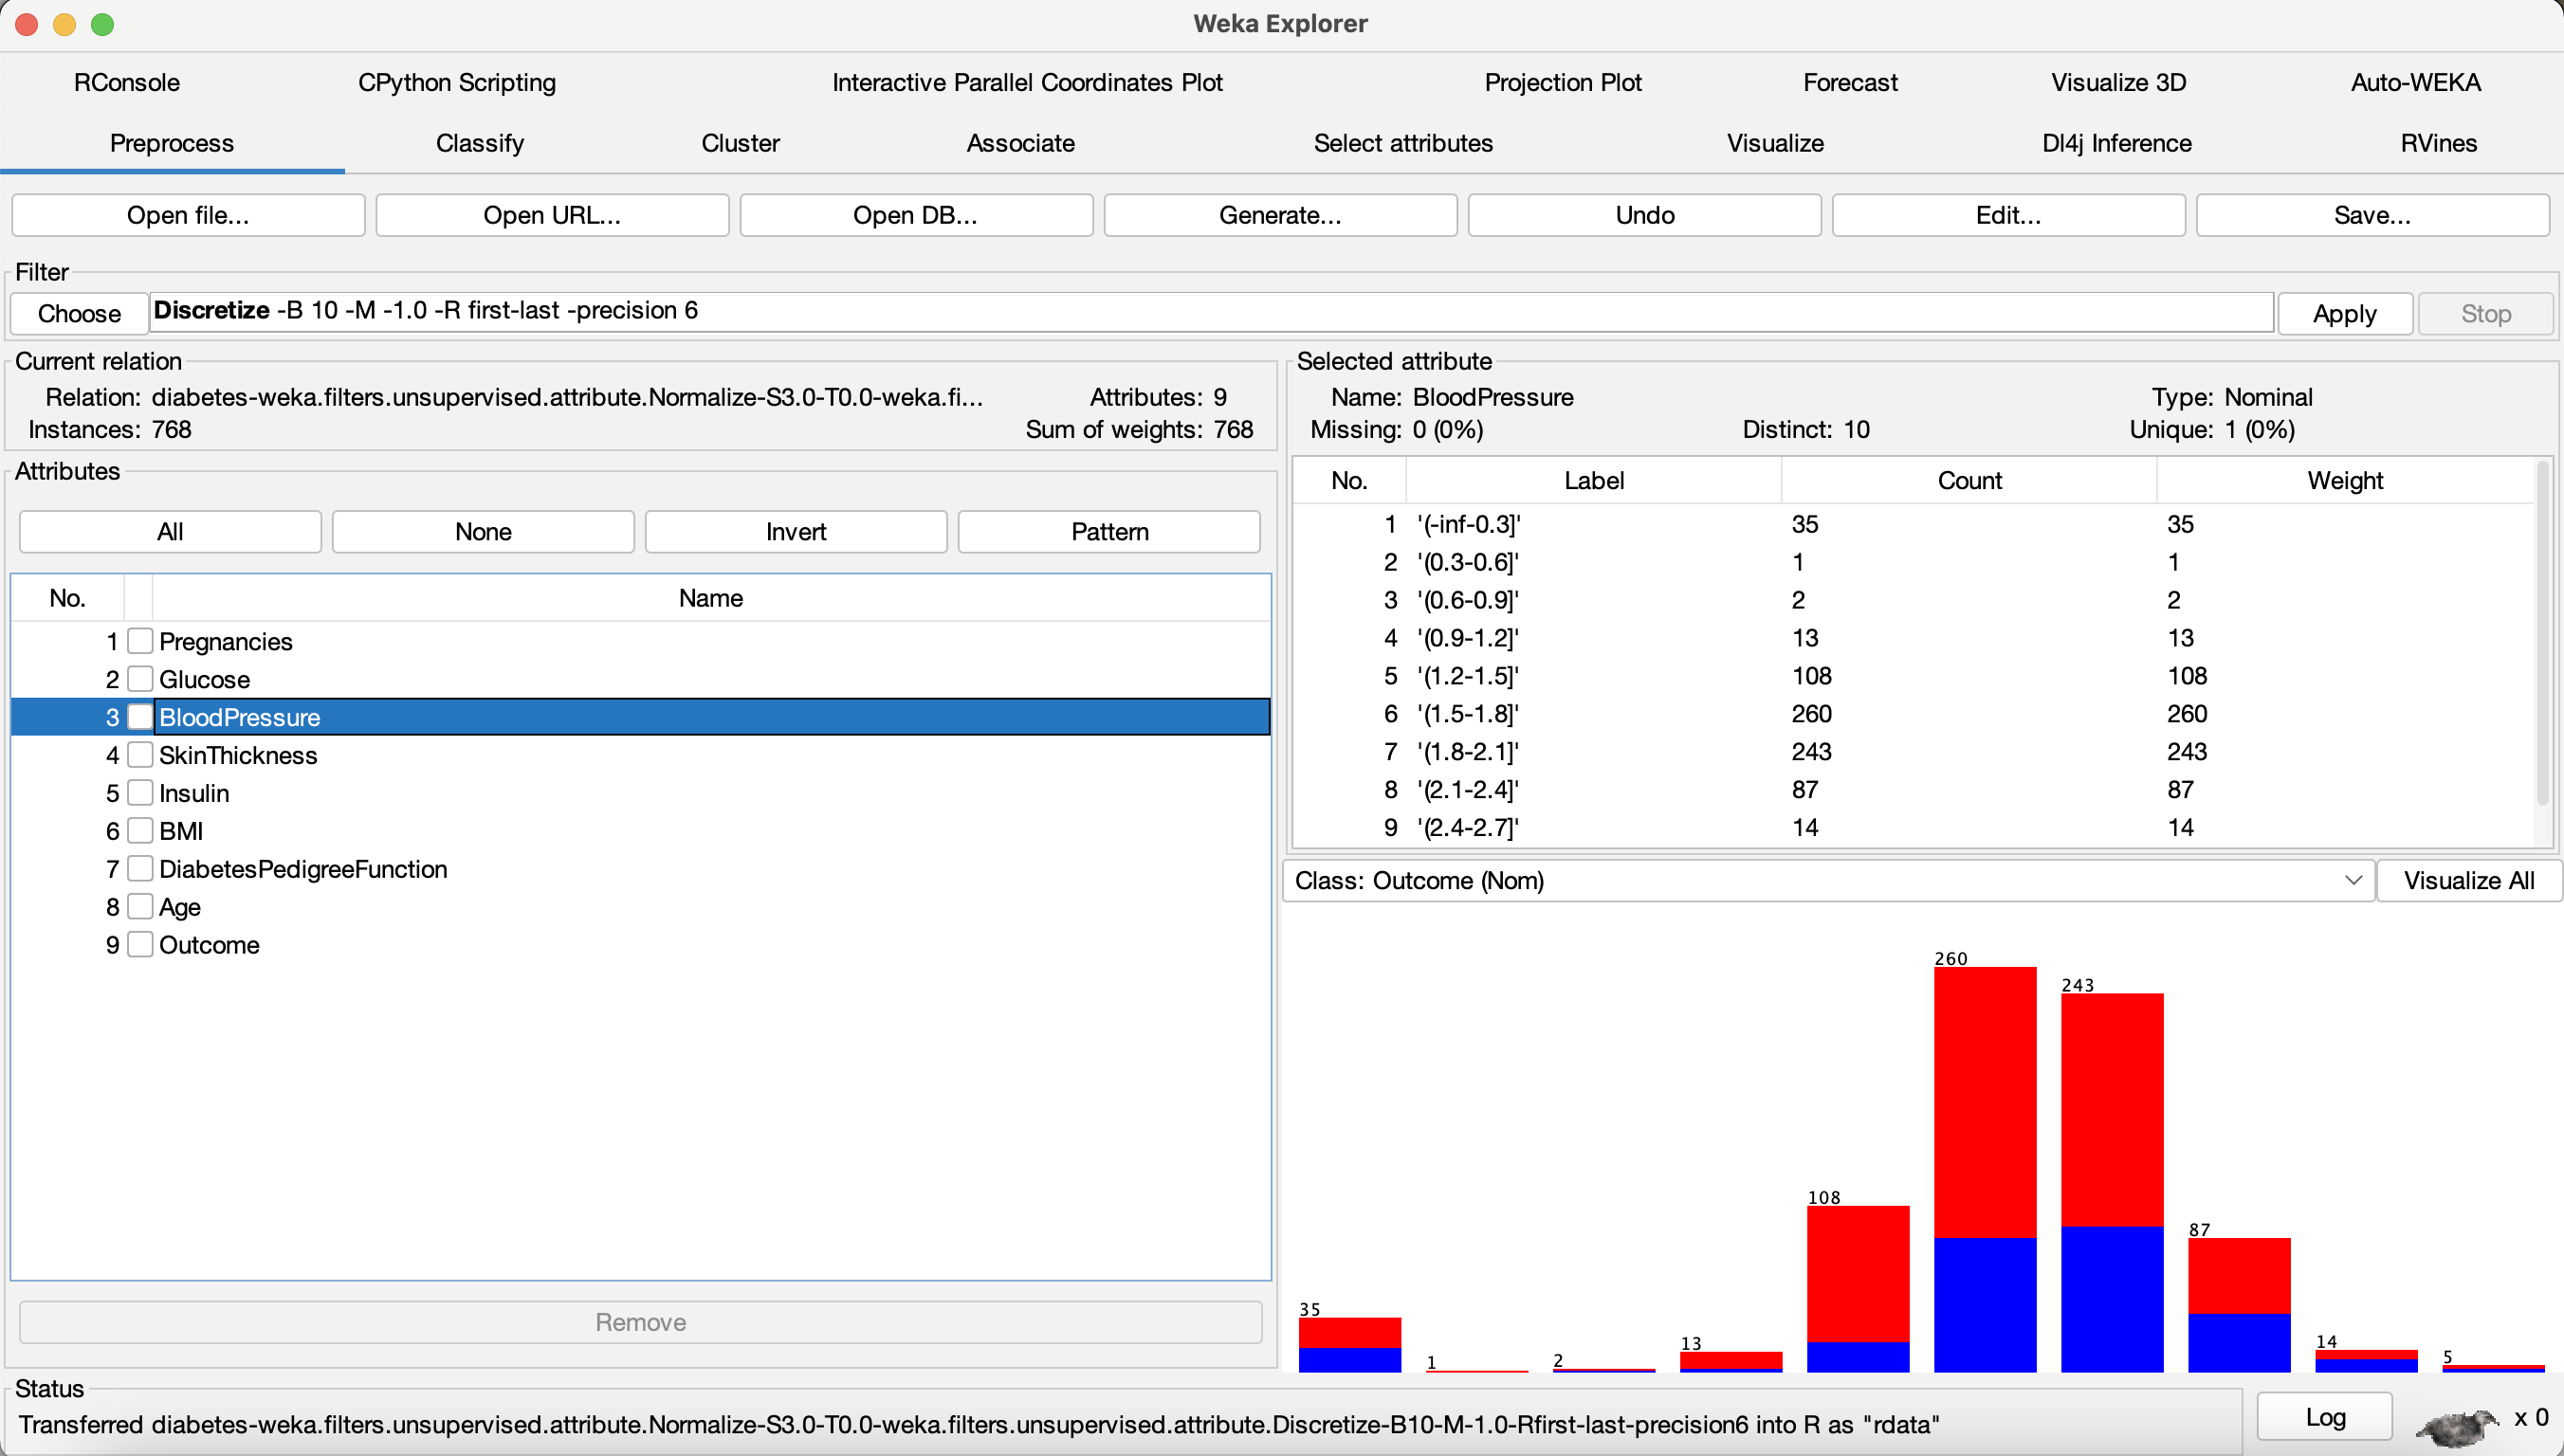 Weka Explorer
RConsole CPython Scripting Interactive Parallel Coordinates Plot Projection Plot Forecast Visualize 3D Auto-WEKA
Preprocess Classify Cluster Associate Select attributes Visualize Dl4j Inference RVines
Open file... Open URL... Open DB... Generate... Undo Edit... Save...
Filter
Choose Discretize -B 10 -M -1.0 -R first-last -precision 6 Apply Stop
Current relation
Relation: diabetes-weka.filters.unsupervised.attribute.Normalize-S3.0-T0.0-weka.fi... Attributes: 9
Instances: 768 Sum of weights: 768
Attributes
All None Invert Pattern
No. Name
1 Pregnancies
2 Glucose
3 BloodPressure
4 SkinThickness
5 Insulin
6 BMI
7 DiabetesPedigreeFunction
8 Age
9 Outcome
Remove
Selected attribute
Name: BloodPressure Type: Nominal
Missing: 0 (0%) Distinct: 10 Unique: 1 (0%)
No. Label Count Weight
1 '(-inf-0.3]' 35 35
2 '(0.3-0.6]' 1 1
3 '(0.6-0.9]' 2 2
4 '(0.9-1.2]' 13 13
5 '(1.2-1.5]' 108 108
6 '(1.5-1.8]' 260 260
7 '(1.8-2.1]' 243 243
8 '(2.1-2.4]' 87 87
9 '(2.4-2.7]' 14 14
Class: Outcome (Nom) Visualize All
35 1 2 13 108 260 243 87 14 5
Status
Transferred diabetes-weka.filters.unsupervised.attribute.Normalize-S3.0-T0.0-weka.filters.unsupervised.attribute.Discretize-B10-M-1.0-Rfirst-last-precision6 into R as "rdata"
Log x 0